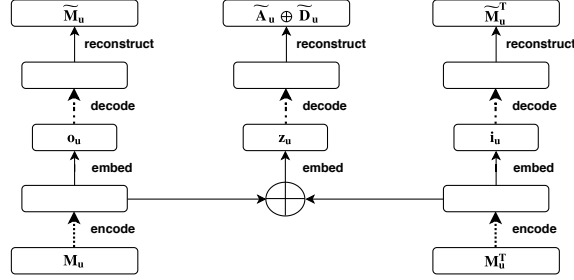 M̃ᵤ Ãᵤ ⊕ D̃ᵤ M̃ᵤᵀ
reconstruct reconstruct reconstruct
decode decode decode
oᵤ zᵤ iᵤ
embed embed embed
encode encode
Mᵤ Mᵤᵀ